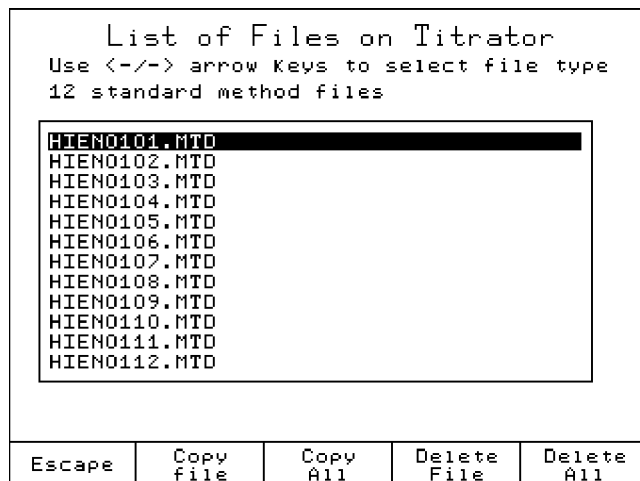 List of Files on Titrator
Use <-/-> arrow Keys to select file type
12 standard method files
HIEN0101.MTD
HIEN0102.MTD
HIEN0103.MTD
HIEN0104.MTD
HIEN0105.MTD
HIEN0106.MTD
HIEN0107.MTD
HIEN0108.MTD
HIEN0109.MTD
HIEN0110.MTD
HIEN0111.MTD
HIEN0112.MTD
Escape
Copy
file
Copy
All
Delete
File
Delete
All